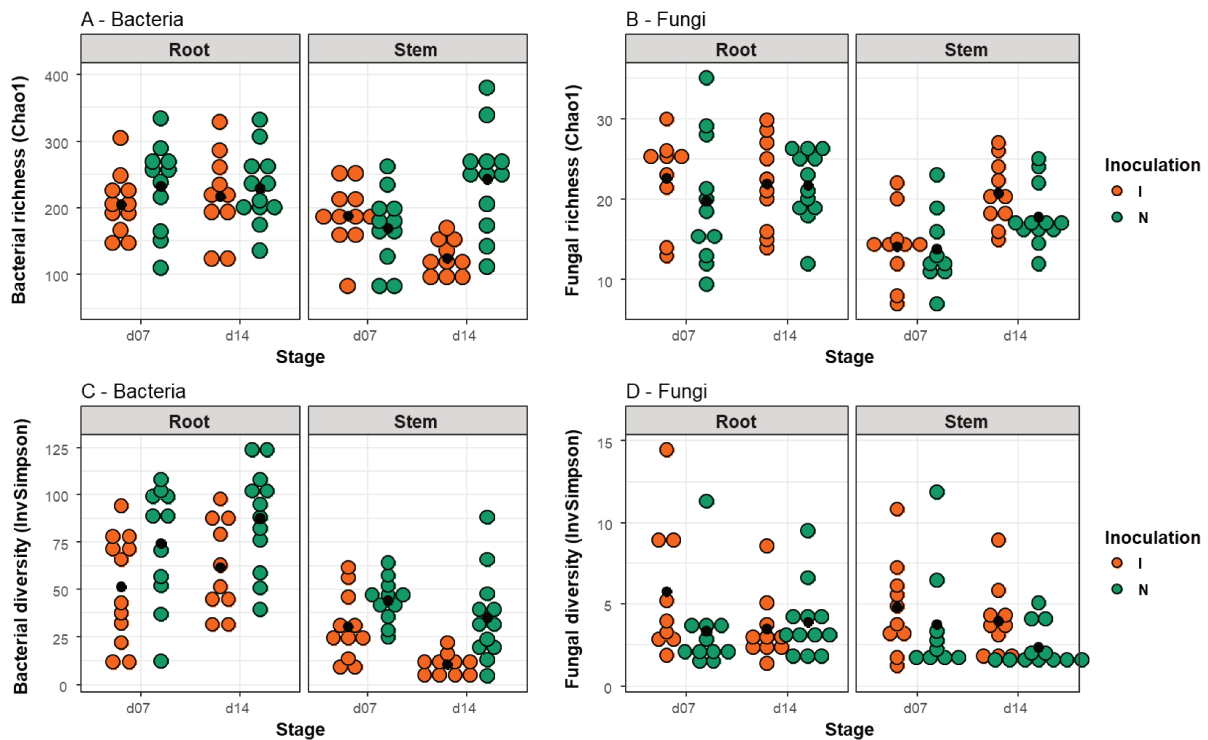 A - Bacteria
Root
Stem
Bacterial richness (Chao1)
400
300
200
100
d07
d14
d07
d14
Stage
B - Fungi
Root
Stem
Fungal richness (Chao1)
30
20
10
d07
d14
d07
d14
Stage
Inoculation
I
N
C - Bacteria
Root
Stem
Bacterial diversity (InvSimpson)
125
100
75
50
25
0
d07
d14
d07
d14
Stage
D - Fungi
Root
Stem
Fungal diversity (InvSimpson)
15
10
5
0
d07
d14
d07
d14
Stage
Inoculation
I
N